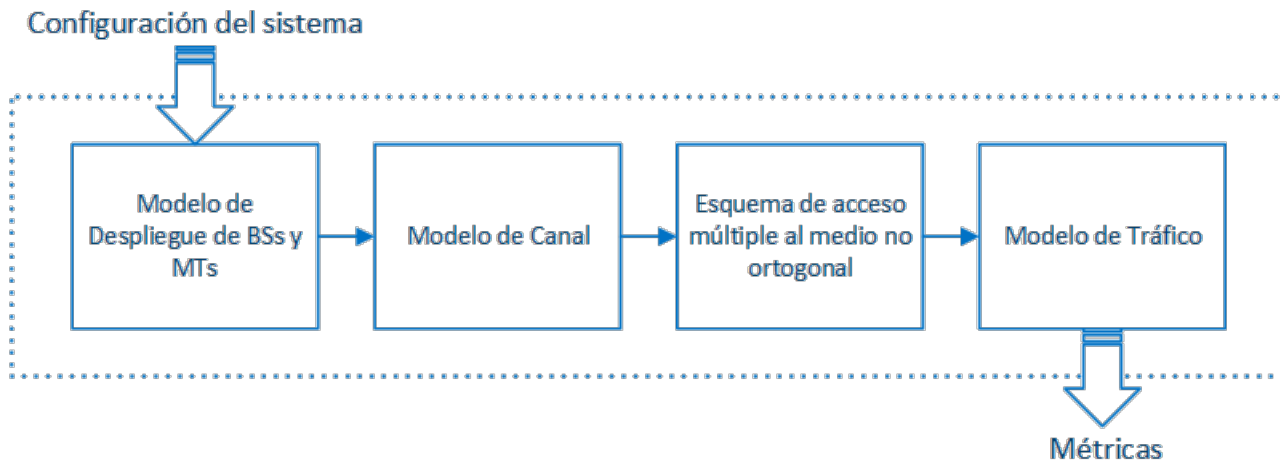 Configuración del sistema
Modelo de
Despliegue de BSs y
MTs
Modelo de Canal
Esquema de acceso
múltiple al medio no
ortogonal
Modelo de Tráfico
Métricas